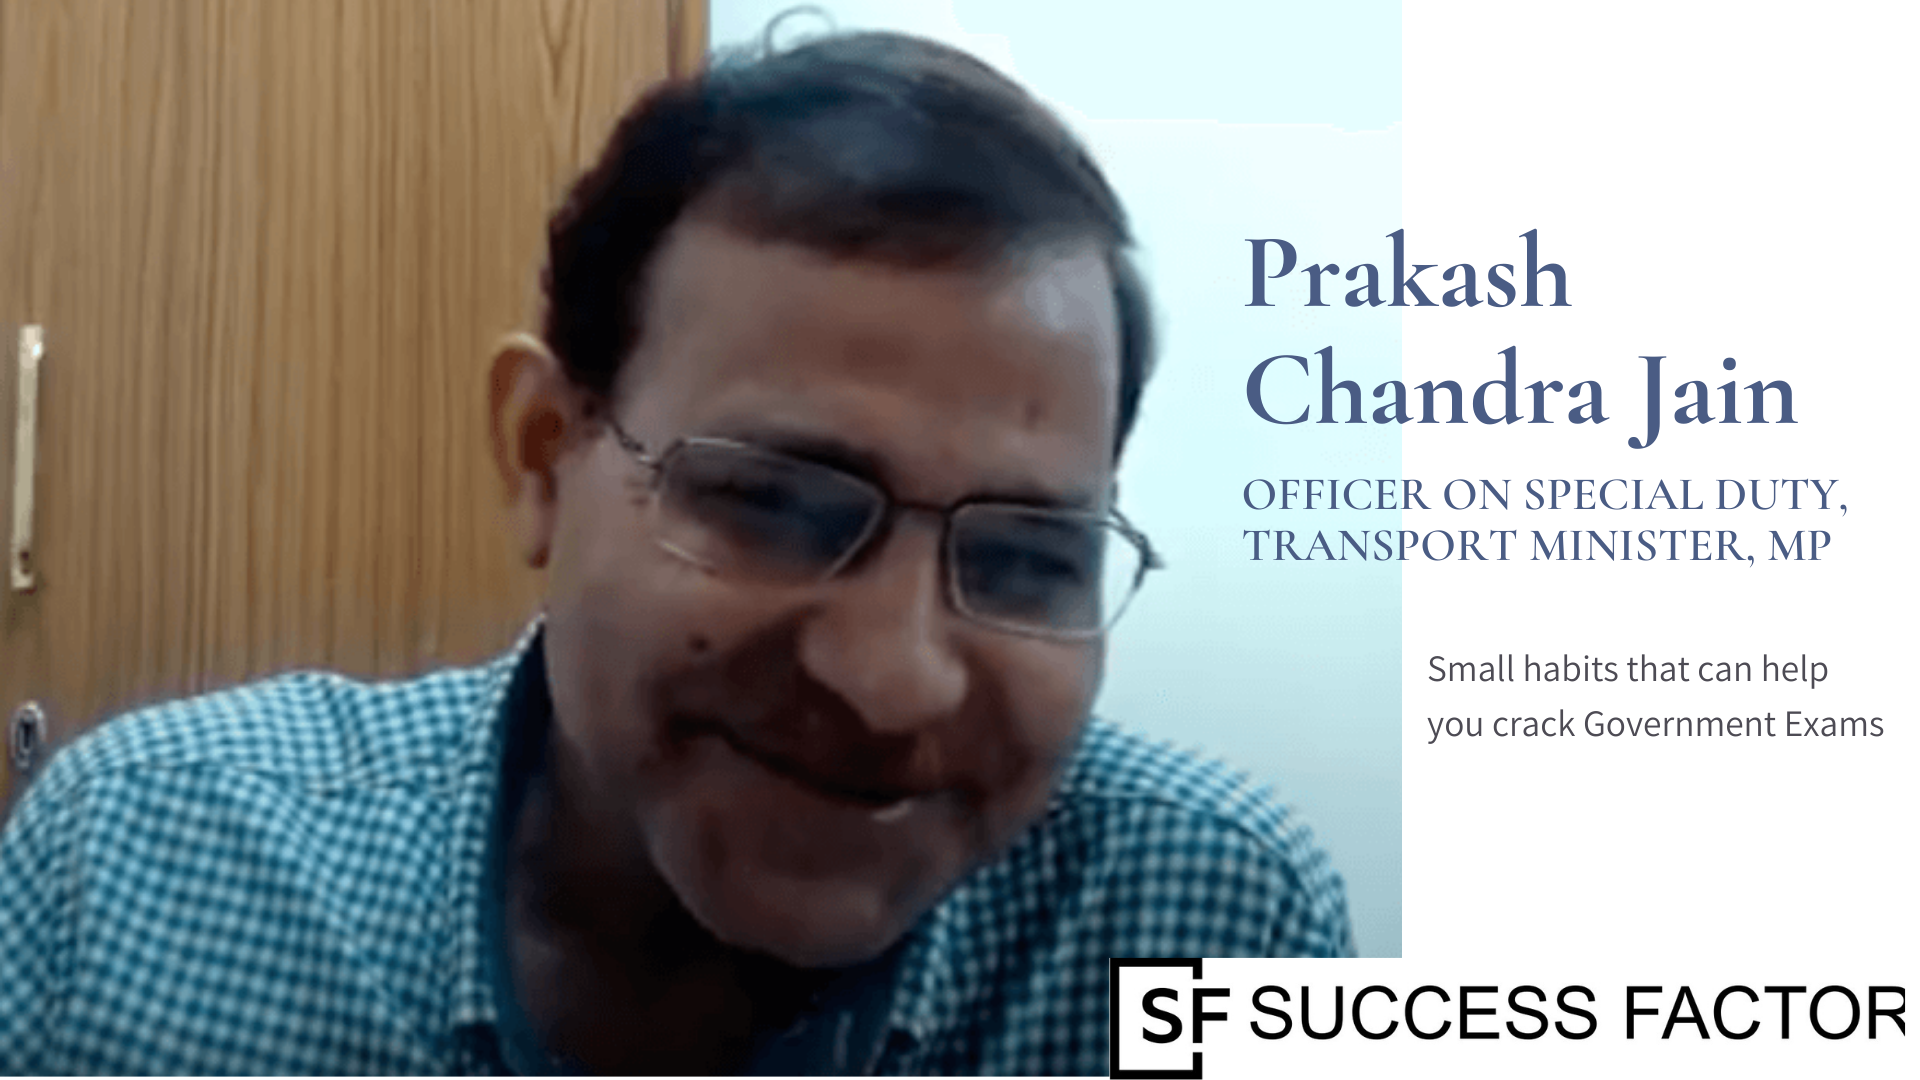 Prakash
Chandra Jain
OFFICER ON SPECIAL DUTY,
TRANSPORT MINISTER, MP
Small habits that can help
you crack Government Exams
SF SUCCESS FACTOR